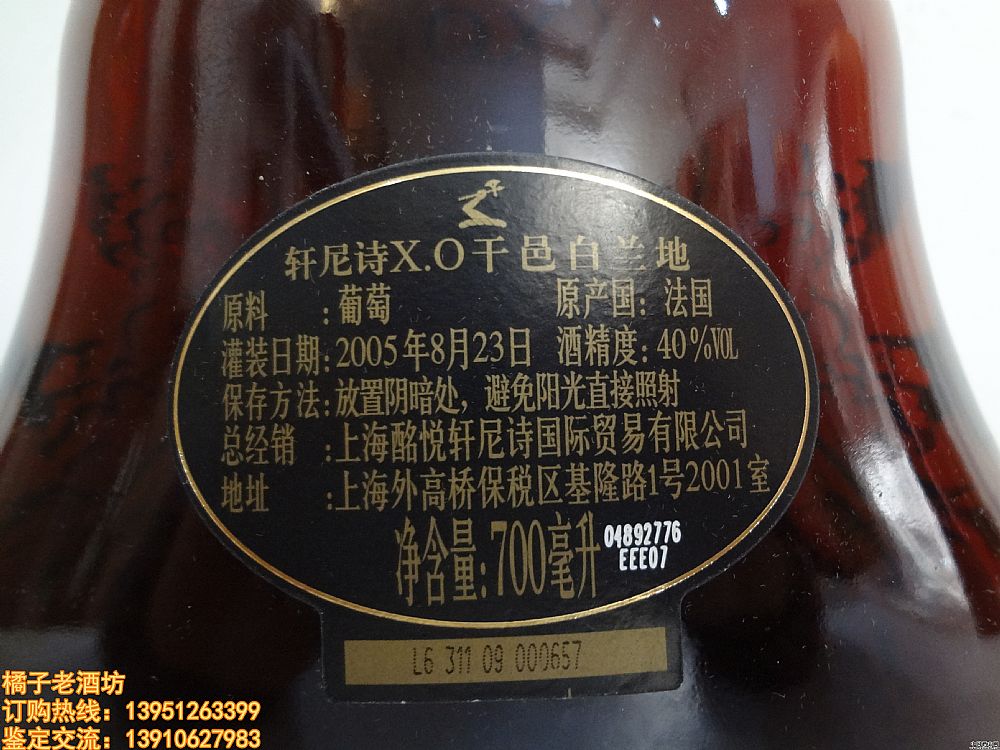 轩尼诗X.O干邑白兰地
原料 : 葡萄 原产国: 法国
灌装日期: 2005年8月23日 酒精度: 40%VOL
保存方法: 放置阴暗处, 避免阳光直接照射
总经销 : 上海酩悦轩尼诗国际贸易有限公司
地址 : 上海外高桥保税区基隆路1号2001室
净含量: 700毫升
04892776
EEE07
L6 311 09 000657
橘子老酒坊
订购热线：13951263399
鉴定交流：13910627983